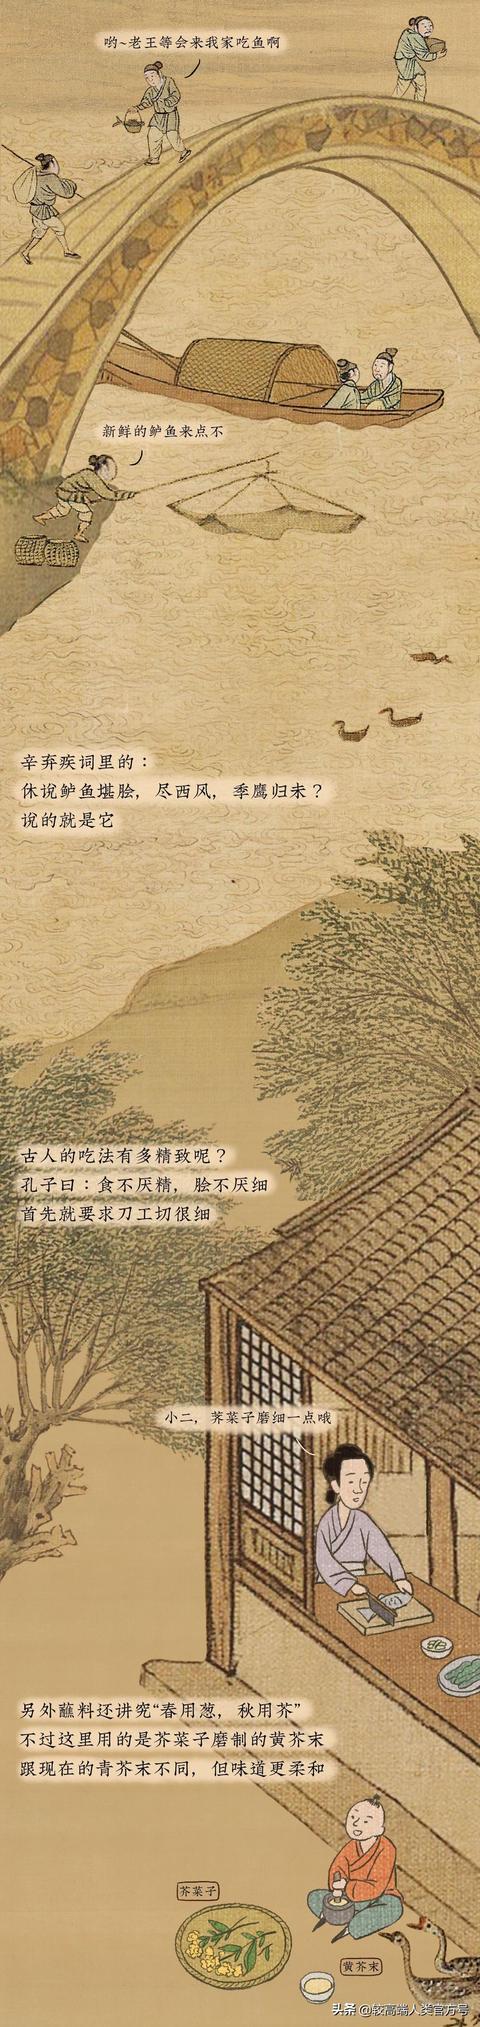 哟~老王等会来我家吃鱼啊
新鲜的鲈鱼来点不
辛弃疾词里的：
休说鲈鱼堪脍，尽西风，季鹰归未？
说的就是它
古人的吃法有多精致呢？
孔子曰：食不厌精，脍不厌细
首先就要求刀工切很细
小二，荠菜子磨细一点哦
另外蘸料还讲究“春用葱，秋用芥”
不过这里用的是芥菜子磨制的黄芥末
跟现在的青芥末不同，但味道更柔和
芥菜子
黄芥末
头条 @较高端人类官方号